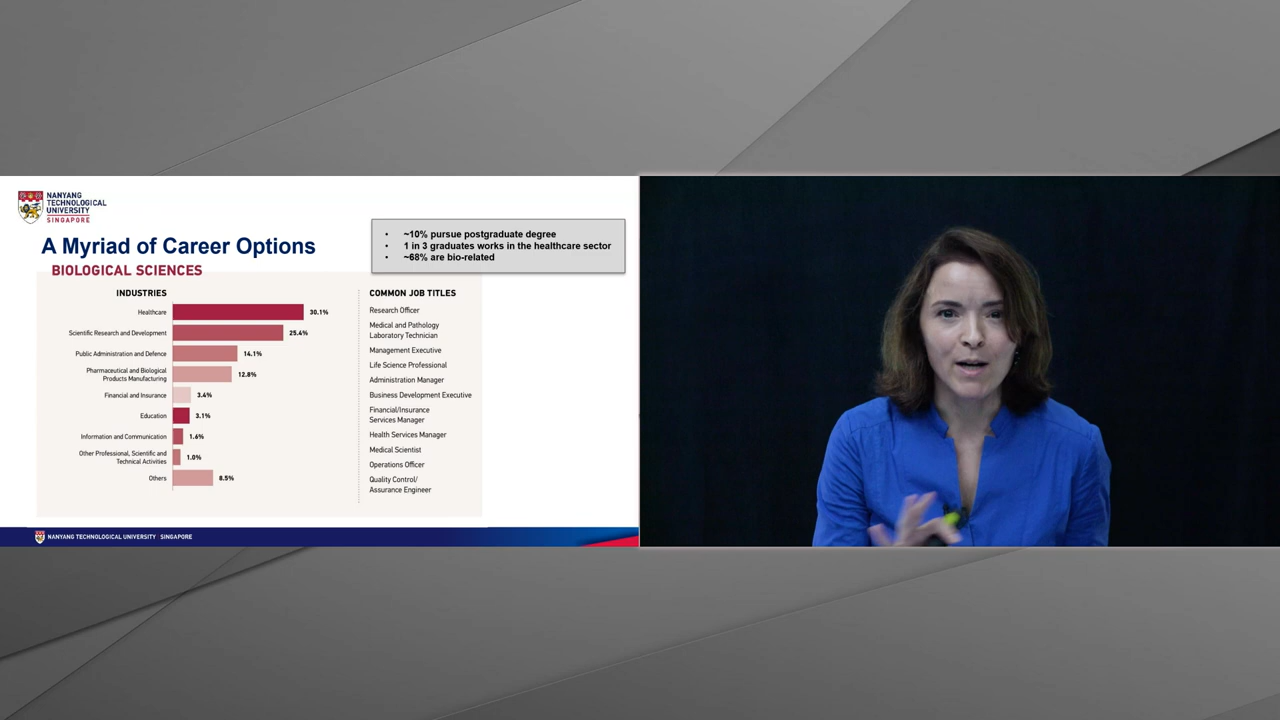 NANYANG
TECHNOLOGICAL
UNIVERSITY
SINGAPORE
A Myriad of Career Options
BIOLOGICAL SCIENCES
• ~10% pursue postgraduate degree
• 1 in 3 graduates works in the healthcare sector
• ~68% are bio-related
INDUSTRIES
Healthcare 30.1%
Scientific Research and Development 25.4%
Public Administration and Defence 14.1%
Pharmaceutical and Biological
Products Manufacturing 12.8%
Financial and Insurance 3.4%
Education 3.1%
Information and Communication 1.6%
Other Professional, Scientific and
Technical Activities 1.0%
Others 8.5%
COMMON JOB TITLES
Research Officer
Medical and Pathology
Laboratory Technician
Management Executive
Life Science Professional
Administration Manager
Business Development Executive
Financial/Insurance
Services Manager
Health Services Manager
Medical Scientist
Operations Officer
Quality Control/
Assurance Engineer
NANYANG TECHNOLOGICAL UNIVERSITY SINGAPORE